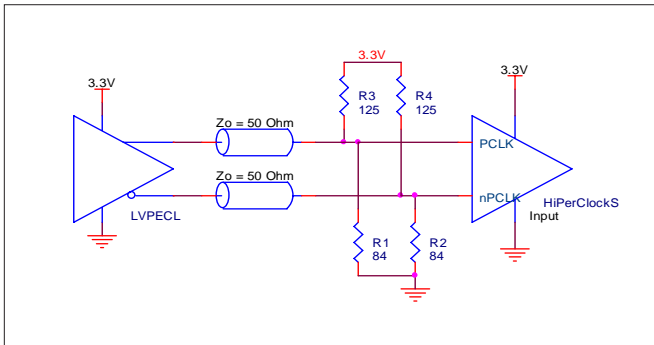 3.3V
3.3V
3.3V
R3
125
R4
125
Zo = 50 Ohm
PCLK
Zo = 50 Ohm
nPCLK
HiPerClockS
Input
LVPECL
R1
84
R2
84